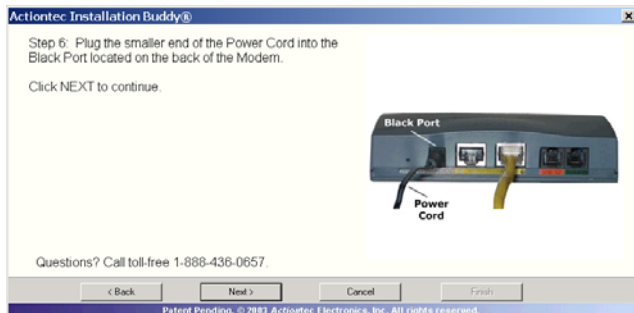 Actiontec Installation Buddy®
Step 6: Plug the smaller end of the Power Cord into the
Black Port located on the back of the Modem.
Click NEXT to continue.
Black Port
Power
Cord
Questions? Call toll-free 1-888-436-0657.
< Back
Next >
Cancel
Finish
Patent Pending. © 2003 Actiontec Electronics, Inc. All rights reserved.